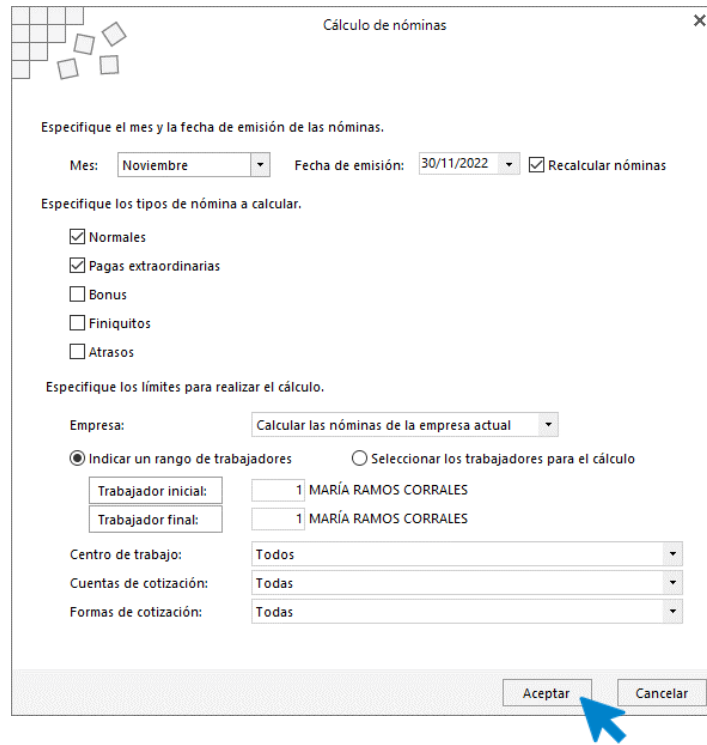 Cálculo de nóminas
Especifique el mes y la fecha de emisión de las nóminas.
Mes: Noviembre Fecha de emisión: 30/11/2022 Recalcular nóminas
Especifique los tipos de nómina a calcular.
Normales
Pagas extraordinarias
Bonus
Finiquitos
Atrasos
Especifique los límites para realizar el cálculo.
Empresa: Calcular las nóminas de la empresa actual
Indicar un rango de trabajadores Seleccionar los trabajadores para el cálculo
Trabajador inicial: 1 MARÍA RAMOS CORRALES
Trabajador final: 1 MARÍA RAMOS CORRALES
Centro de trabajo: Todos
Cuentas de cotización: Todas
Formas de cotización: Todas
Aceptar Cancelar